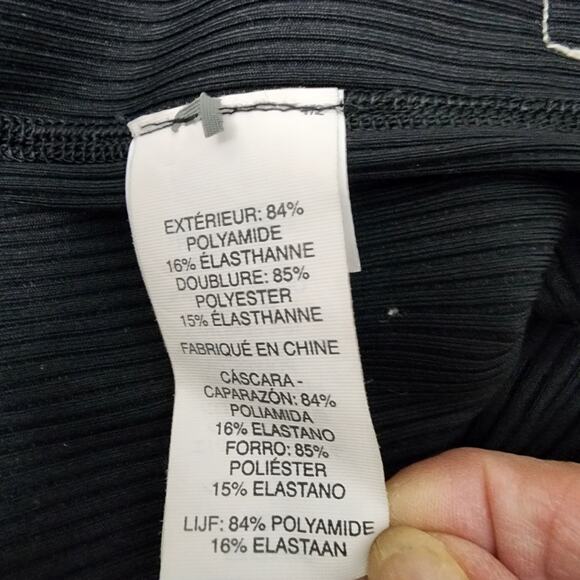 EXTÉRIEUR: 84%
POLYAMIDE
16% ÉLASTHANNE
DOUBLURE: 85%
POLYESTER
15% ÉLASTHANNE
FABRIQUÉ EN CHINE
CÁSCARA -
CAPARAZÓN: 84%
POLIAMIDA
16% ELASTANO
FORRO: 85%
POLIÉSTER
15% ELASTANO
LIJF: 84% POLYAMIDE
16% ELASTAAN